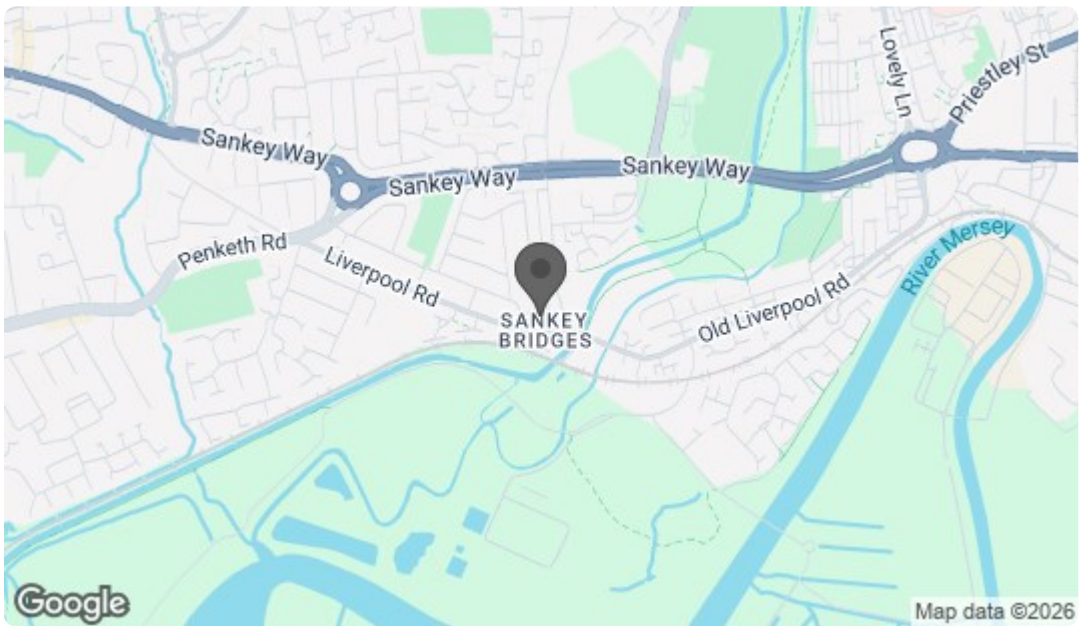 Lovely Ln
Priestley St
Sankey Way
Sankey Way
Sankey Way
Penketh Rd
Liverpool Rd
River Mersey
Old Liverpool Rd
SANKEY
BRIDGES
Google
Map data ©2026